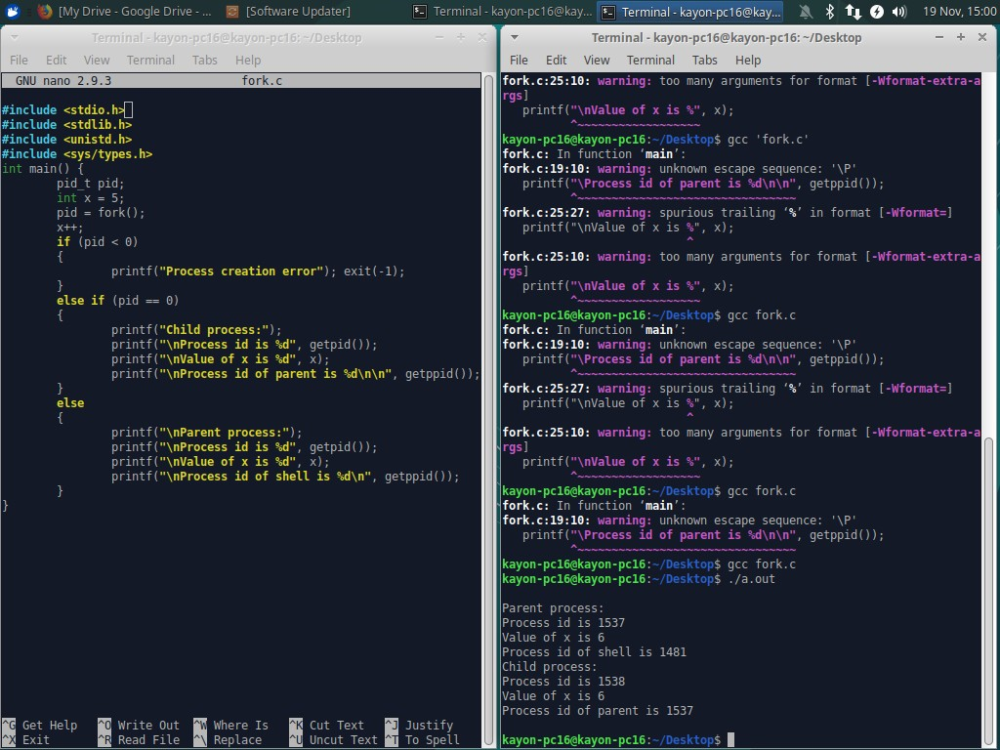 [My Drive - Google Drive - ...
[Software Updater]
Terminal - kayon-pc16@kay...
Terminal - kayon-pc16@kay...
19 Nov, 15:00
Terminal - kayon-pc16@kayon-pc16: ~/Desktop
File Edit View Terminal Tabs Help
GNU nano 2.9.3 fork.c
#include <stdio.h>
#include <stdlib.h>
#include <unistd.h>
#include <sys/types.h>
int main() {
pid_t pid;
int x = 5;
pid = fork();
x++;
if (pid < 0)
{
printf("Process creation error"); exit(-1);
}
else if (pid == 0)
{
printf("Child process:");
printf("\nProcess id is %d", getpid());
printf("\nValue of x is %d", x);
printf("\nProcess id of parent is %d\n\n", getppid());
}
else
{
printf("\nParent process:");
printf("\nProcess id is %d", getpid());
printf("\nValue of x is %d", x);
printf("\nProcess id of shell is %d\n", getppid());
}
}
^G Get Help ^O Write Out ^W Where Is ^K Cut Text ^J Justify
^X Exit ^R Read File ^\ Replace ^U Uncut Text ^T To Spell
Terminal - kayon-pc16@kayon-pc16: ~/Desktop
File Edit View Terminal Tabs Help
fork.c:25:10: warning: too many arguments for format [-Wformat-extra-a
rgs]
printf("\nValue of x is %", x);
^~~~~~~~~~~~~~~~~~~
kayon-pc16@kayon-pc16:~/Desktop$ gcc 'fork.c'
fork.c: In function ‘main’:
fork.c:19:10: warning: unknown escape sequence: '\P'
printf("\Process id of parent is %d\n\n", getppid());
^~~~~~~~~~~~~~~~~~~~~~~~~~~~~~~~~
fork.c:25:27: warning: spurious trailing ‘%’ in format [-Wformat=]
printf("\nValue of x is %", x);
^
fork.c:25:10: warning: too many arguments for format [-Wformat-extra-a
rgs]
printf("\nValue of x is %", x);
^~~~~~~~~~~~~~~~~~~
kayon-pc16@kayon-pc16:~/Desktop$ gcc fork.c
fork.c: In function ‘main’:
fork.c:19:10: warning: unknown escape sequence: '\P'
printf("\Process id of parent is %d\n\n", getppid());
^~~~~~~~~~~~~~~~~~~~~~~~~~~~~~~~~
fork.c:25:27: warning: spurious trailing ‘%’ in format [-Wformat=]
printf("\nValue of x is %", x);
^
fork.c:25:10: warning: too many arguments for format [-Wformat-extra-a
rgs]
printf("\nValue of x is %", x);
^~~~~~~~~~~~~~~~~~~
kayon-pc16@kayon-pc16:~/Desktop$ gcc fork.c
fork.c: In function ‘main’:
fork.c:19:10: warning: unknown escape sequence: '\P'
printf("\Process id of parent is %d\n\n", getppid());
^~~~~~~~~~~~~~~~~~~~~~~~~~~~~~~~~
kayon-pc16@kayon-pc16:~/Desktop$ gcc fork.c
kayon-pc16@kayon-pc16:~/Desktop$ ./a.out
Parent process:
Process id is 1537
Value of x is 6
Process id of shell is 1481
Child process:
Process id is 1538
Value of x is 6
Process id of parent is 1537
kayon-pc16@kayon-pc16:~/Desktop$